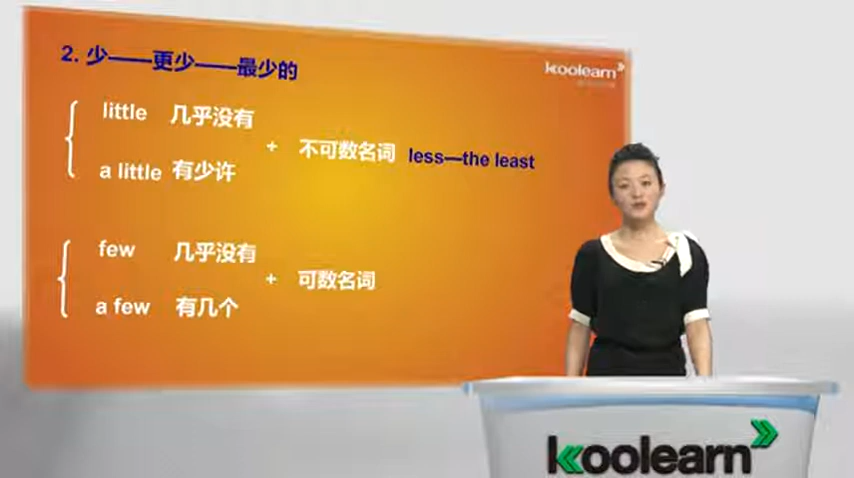 2. 少——更少——最少的
koolearn
little 几乎没有
+ 不可数名词 less—the least
a little 有少许
few 几乎没有
+ 可数名词
a few 有几个
koolearn